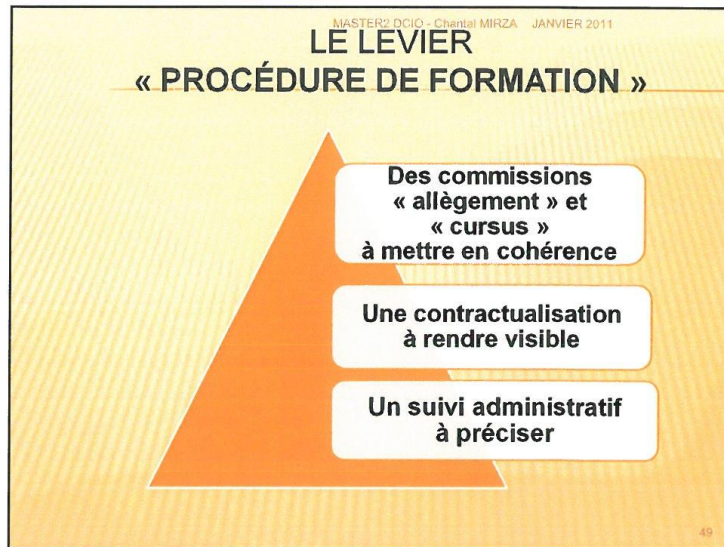 MASTER2 DCIO - Chantal MIRZA JANVIER 2011
LE LEVIER
« PROCÉDURE DE FORMATION »
Des commissions
« allègement » et
« cursus »
à mettre en cohérence
Une contractualisation
à rendre visible
Un suivi administratif
à préciser
49